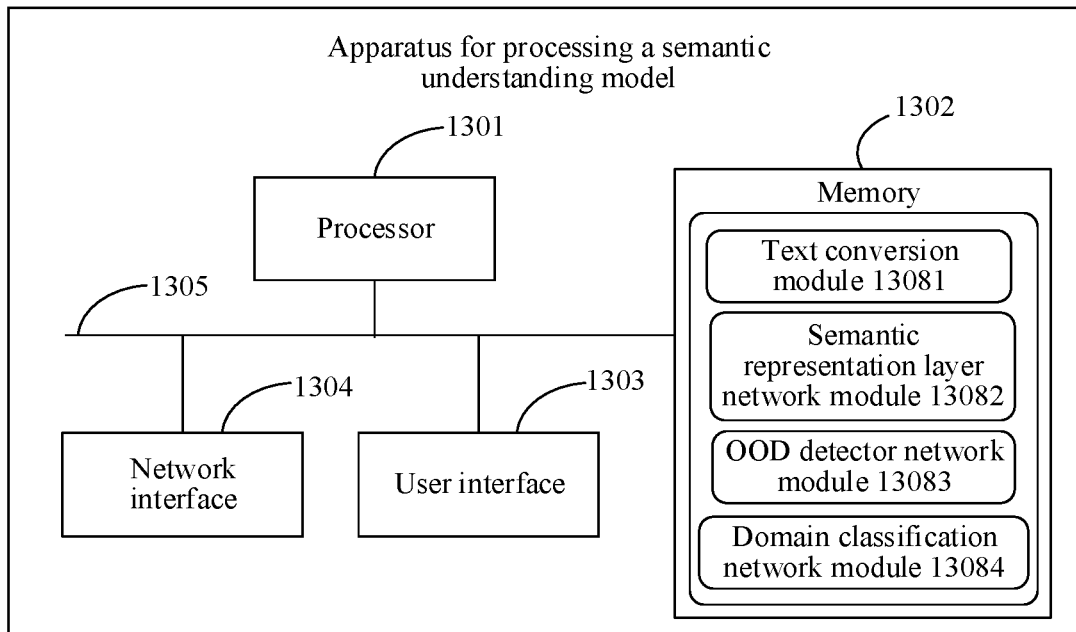 Apparatus for processing a semantic
understanding model
1301
1302
Processor
Memory
Text conversion
module 13081
1305
Semantic
representation layer
network module 13082
1304
1303
OOD detector network
module 13083
Network
interface
User interface
Domain classification
network module 13084